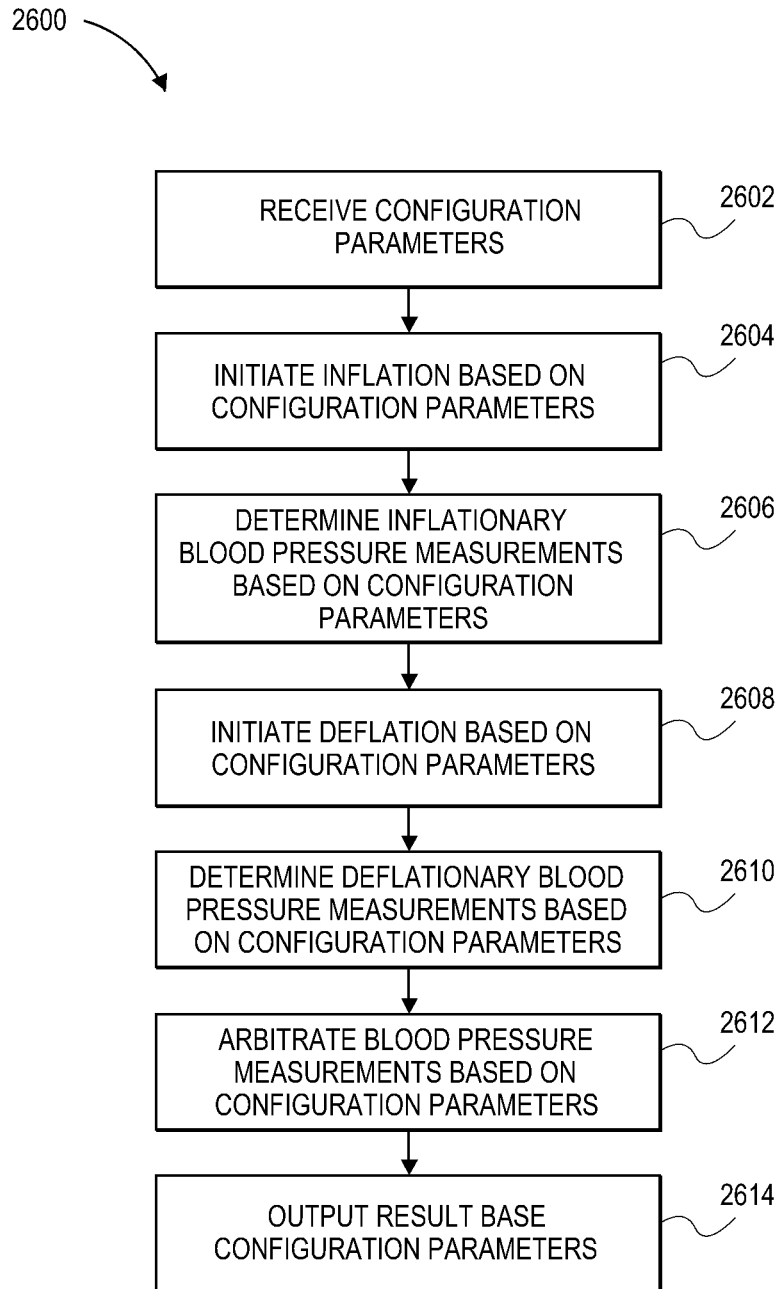 2600
RECEIVE CONFIGURATION
PARAMETERS
2602
INITIATE INFLATION BASED ON
CONFIGURATION PARAMETERS
2604
DETERMINE INFLATIONARY
BLOOD PRESSURE MEASUREMENTS
BASED ON CONFIGURATION
PARAMETERS
2606
INITIATE DEFLATION BASED ON
CONFIGURATION PARAMETERS
2608
DETERMINE DEFLATIONARY BLOOD
PRESSURE MEASUREMENTS BASED
ON CONFIGURATION PARAMETERS
2610
ARBITRATE BLOOD PRESSURE
MEASUREMENTS BASED ON
CONFIGURATION PARAMETERS
2612
OUTPUT RESULT BASE
CONFIGURATION PARAMETERS
2614